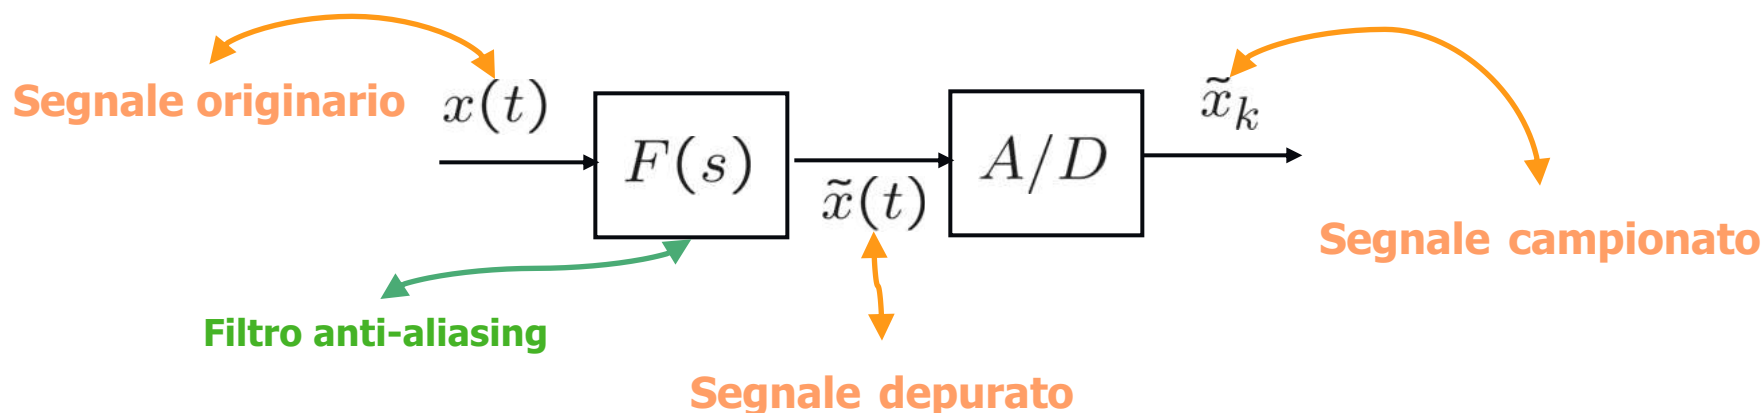 Segnale originario
x(t)
F(s)
x̃(t)
A/D
x̃_k
Segnale campionato
Filtro anti-aliasing
Segnale depurato